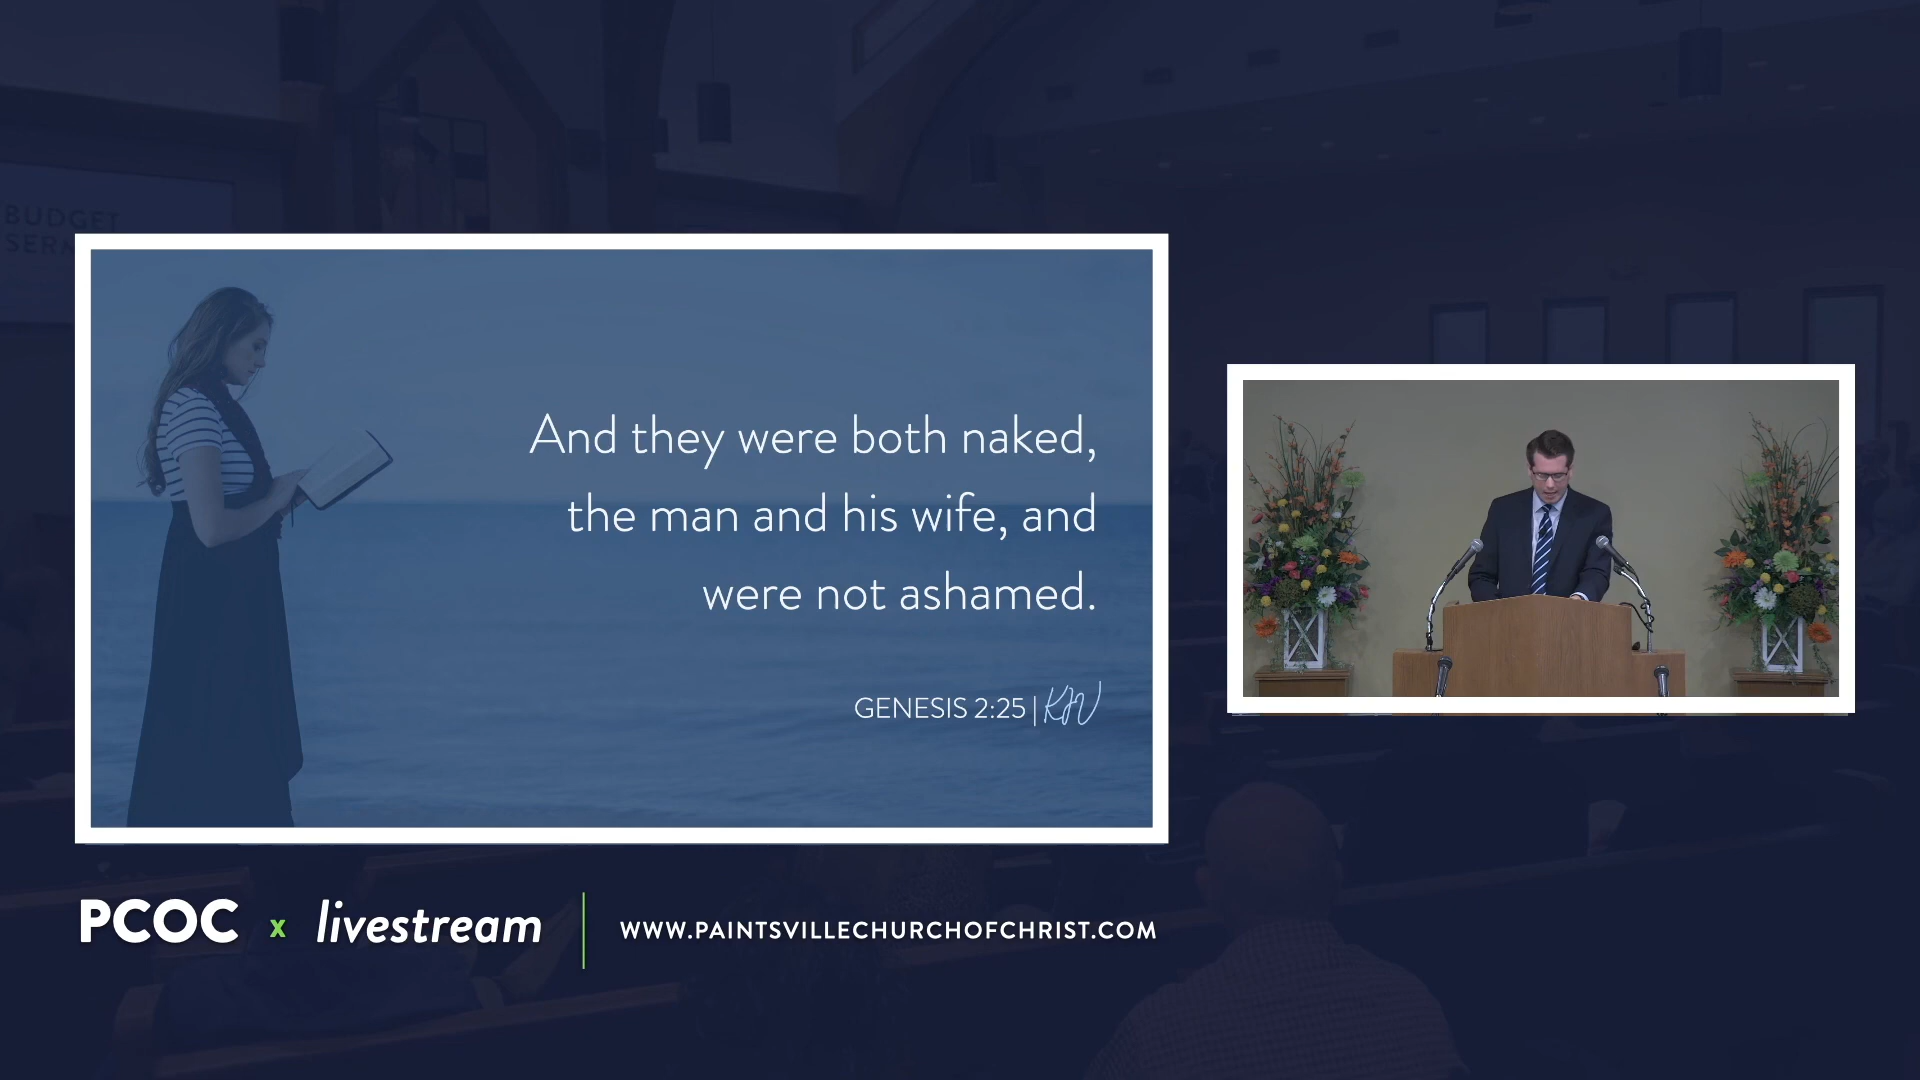 BUDGET
And they were both naked,
the man and his wife, and
were not ashamed.
GENESIS 2:25 | KJV
PCOC x livestream
WWW.PAINTSVILLECHURCHOFCHRIST.COM